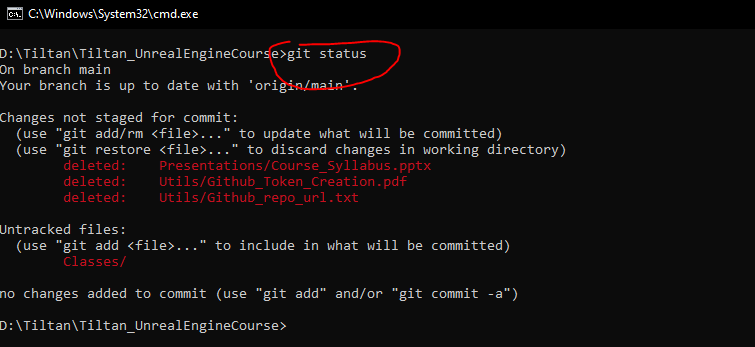 C:\Windows\System32\cmd.exe
D:\Tiltan\Tiltan_UnrealEngineCourse>git status
On branch main
Your branch is up to date with 'origin/main'.
Changes not staged for commit:
(use "git add/rm <file>..." to update what will be committed)
(use "git restore <file>..." to discard changes in working directory)
deleted: Presentations/Course_Syllabus.pptx
deleted: Utils/Github_Token_Creation.pdf
deleted: Utils/Github_repo_url.txt
Untracked files:
(use "git add <file>..." to include in what will be committed)
Classes/
no changes added to commit (use "git add" and/or "git commit -a")
D:\Tiltan\Tiltan_UnrealEngineCourse>